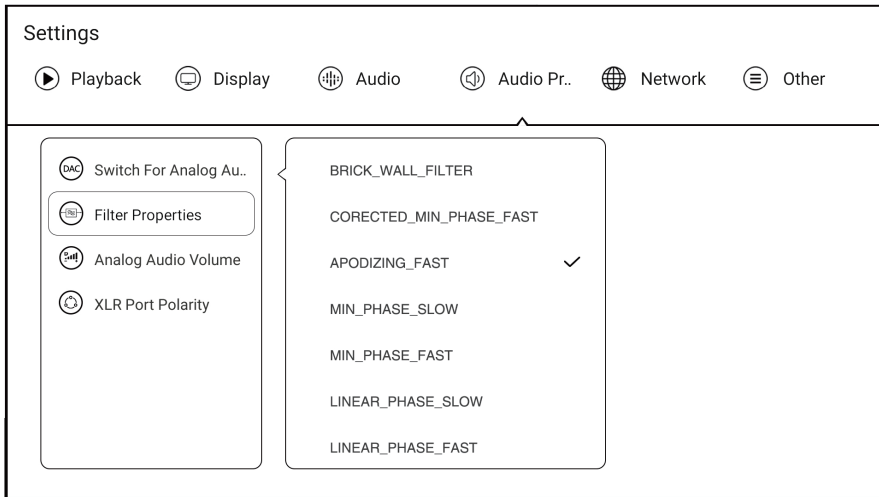 Settings
Playback Display Audio Audio Pr.. Network Other
DAC Switch For Analog Au..
Filter Properties
Analog Audio Volume
XLR Port Polarity
BRICK_WALL_FILTER
CORECTED_MIN_PHASE_FAST
APODIZING_FAST
MIN_PHASE_SLOW
MIN_PHASE_FAST
LINEAR_PHASE_SLOW
LINEAR_PHASE_FAST